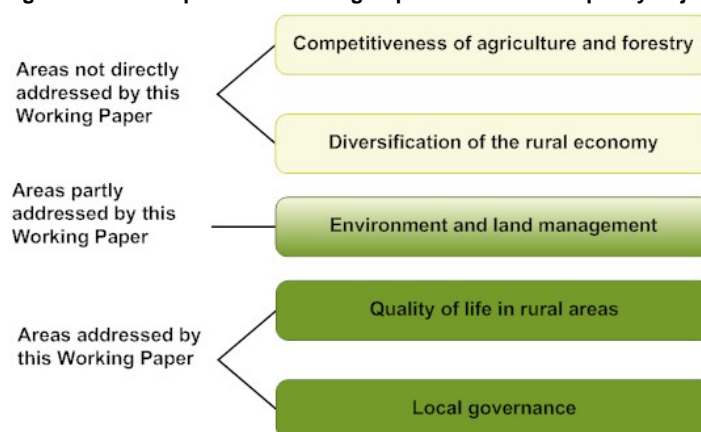 Areas not directly
addressed by this
Working Paper
Competitiveness of agriculture and forestry
Diversification of the rural economy
Areas partly
addressed by this
Working Paper
Environment and land management
Areas addressed by
this Working Paper
Quality of life in rural areas
Local governance